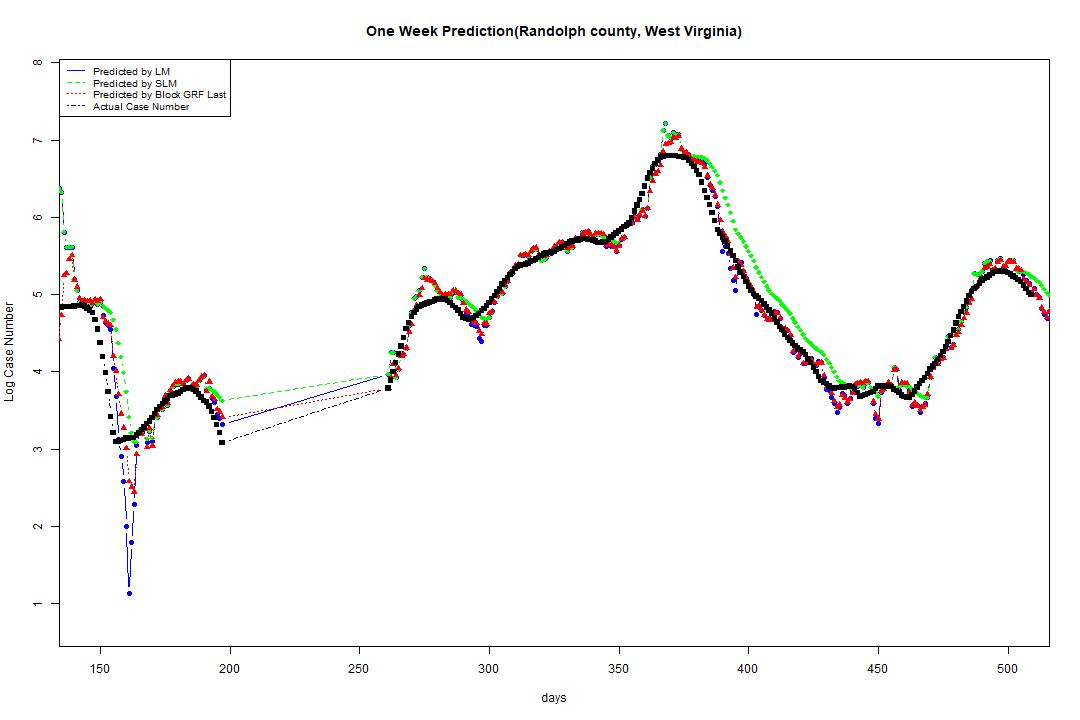 One Week Prediction(Randolph county, West Virginia)
Predicted by LM
Predicted by SLM
Predicted by Block GRF Last
Actual Case Number
8
7
6
5
4
3
2
1
Log Case Number
150 200 250 300 350 400 450 500
days